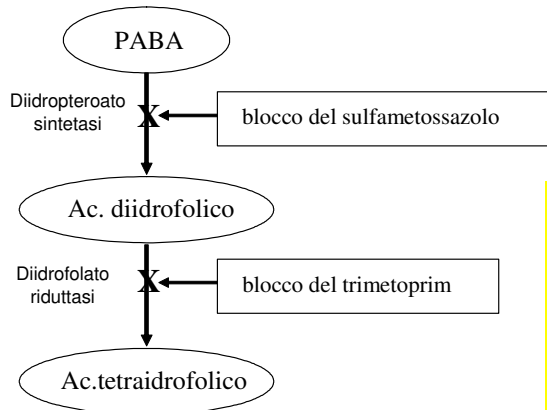 PABA
Diidropteroato
sintetasi
X
blocco del sulfametossazolo
Ac. diidrofolico
Diidrofolato
riduttasi
X
blocco del trimetoprim
Ac.tetraidrofolico